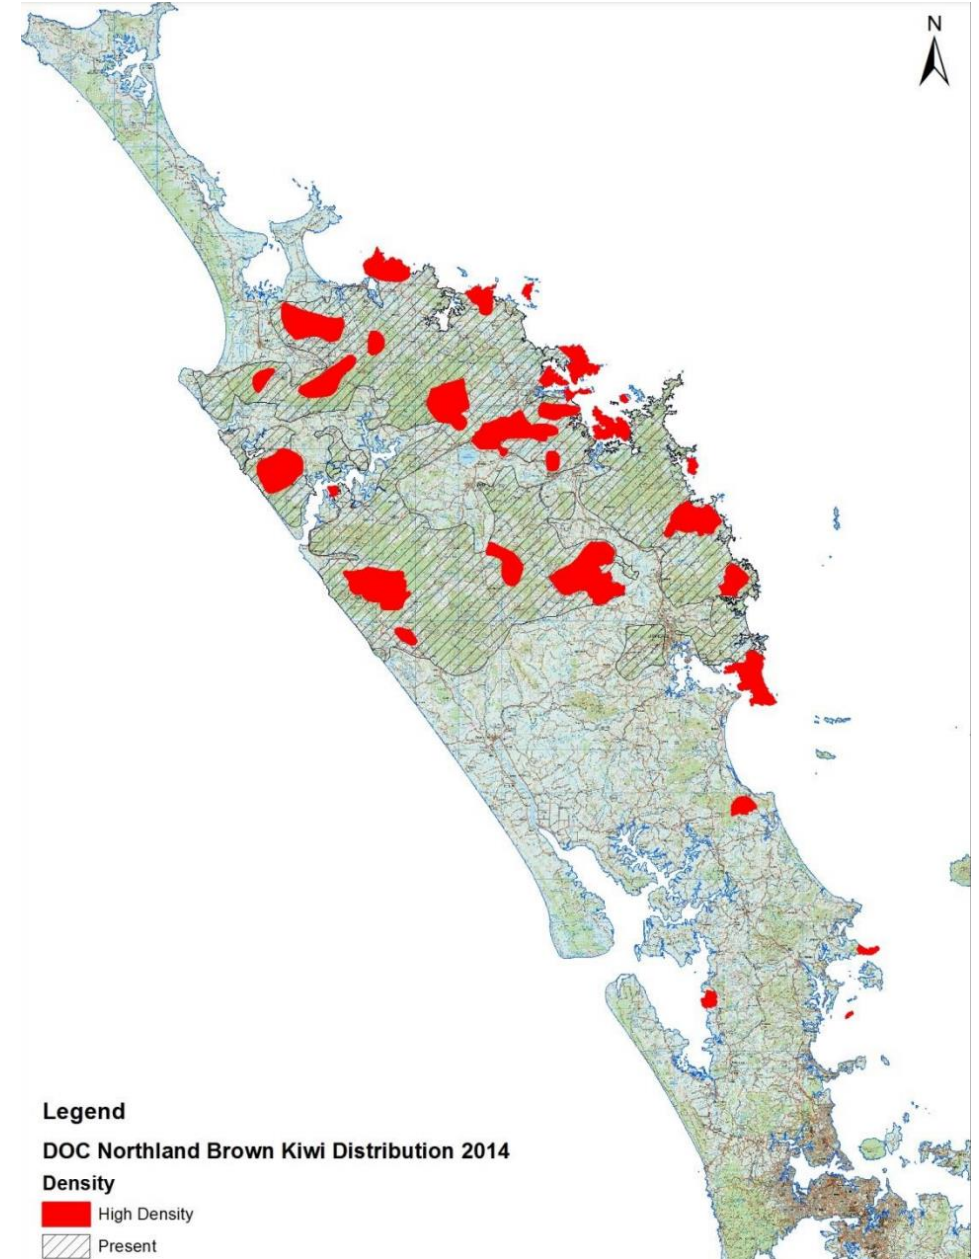 N
Legend
DOC Northland Brown Kiwi Distribution 2014
Density
High Density
Present